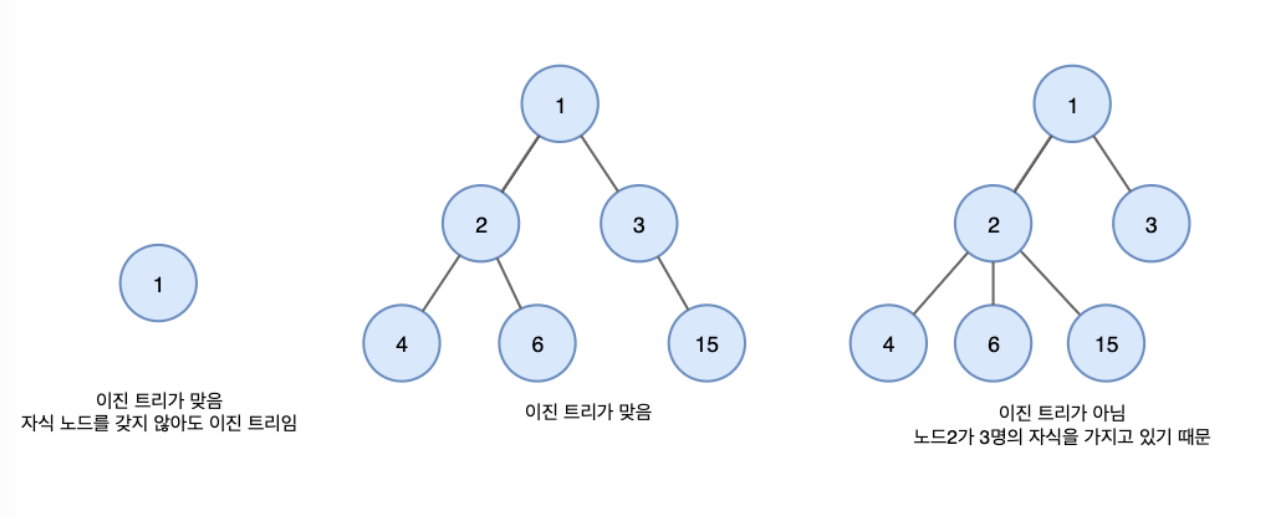 1
이진 트리가 맞음
자식 노드를 갖지 않아도 이진 트리임
1
2 3
4 6 15
이진 트리가 맞음
1
2 3
4 6 15
이진 트리가 아님
노드2가 3명의 자식을 가지고 있기 때문